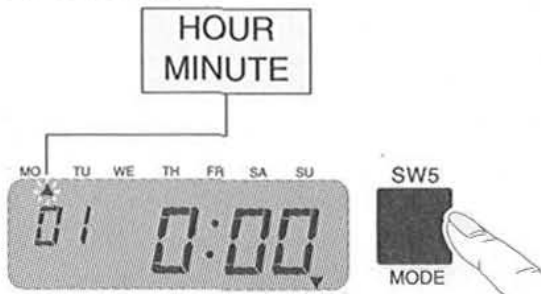 HOUR
MINUTE
MO TU WE TH FR SA SU
01 0:00
SW5
MODE